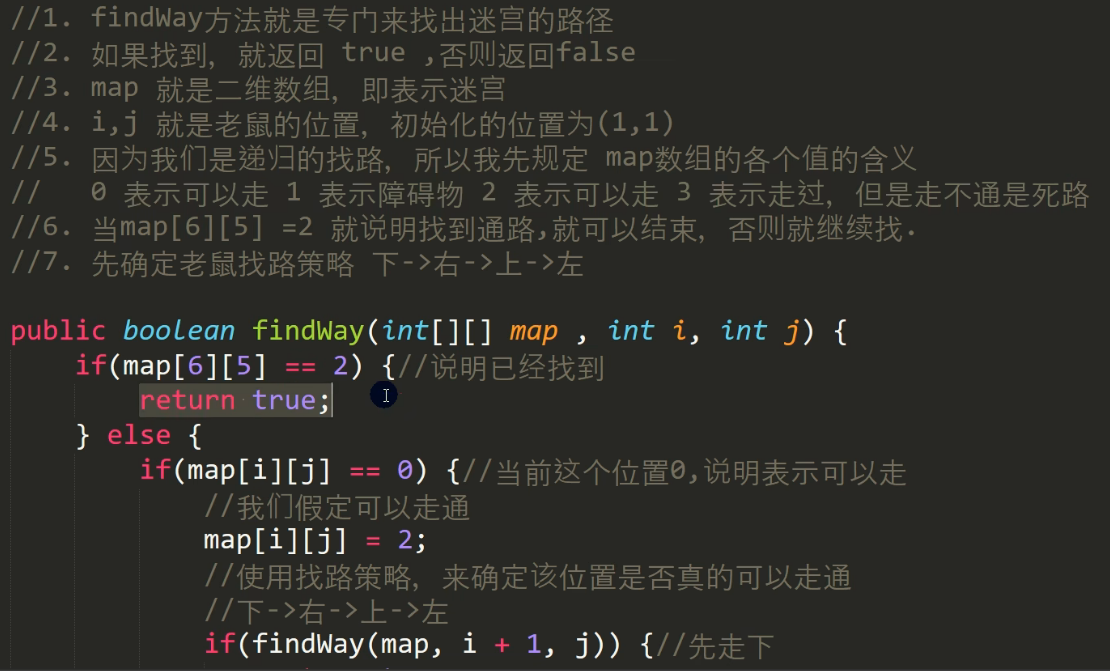 //1. findWay方法就是专门来找出迷宫的路径
//2. 如果找到, 就返回 true ,否则返回false
//3. map 就是二维数组, 即表示迷宫
//4. i,j 就是老鼠的位置, 初始化的位置为(1,1)
//5. 因为我们是递归的找路, 所以我先规定 map数组的各个值的含义
// 0 表示可以走 1 表示障碍物 2 表示可以走 3 表示走过, 但是走不通是死路
//6. 当map[6][5] =2 就说明找到通路,就可以结束, 否则就继续找.
//7. 先确定老鼠找路策略 下->右->上->左
public boolean findWay(int[][] map , int i, int j) {
if(map[6][5] == 2) {//说明已经找到
return true;
} else {
if(map[i][j] == 0) {//当前这个位置0,说明表示可以走
//我们假定可以走通
map[i][j] = 2;
//使用找路策略, 来确定该位置是否真的可以走通
//下->右->上->左
if(findWay(map, i + 1, j)) {//先走下